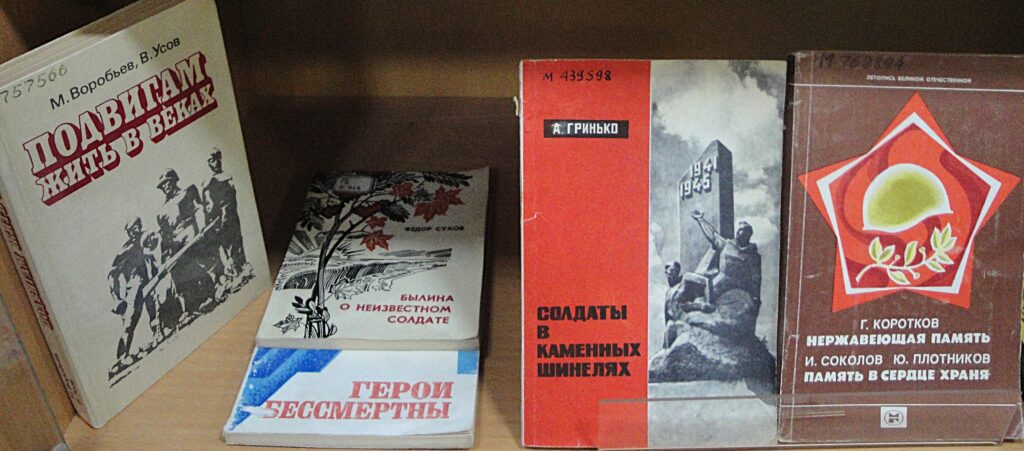 757566
М. Воробьев, В. Усов
ПОДВИГАМ
ЖИТЬ В ВЕКАХ
ФЕДОР СУХОВ
БЫЛИНА
О НЕИЗВЕСТНОМ
СОЛДАТЕ
ГЕРОИ
БЕССМЕРТНЫ
М 439598
А. ГРИНЬКО
1941
1945
СОЛДАТЫ
В
КАМЕННЫХ
ШИНЕЛЯХ
ЛЕТОПИСЬ ВЕЛИКОЙ ОТЕЧЕСТВЕННОЙ
Г. КОРОТКОВ
НЕРЖАВЕЮЩАЯ ПАМЯТЬ
И. СОКОЛОВ Ю. ПЛОТНИКОВ
ПАМЯТЬ В СЕРДЦЕ ХРАНЯ